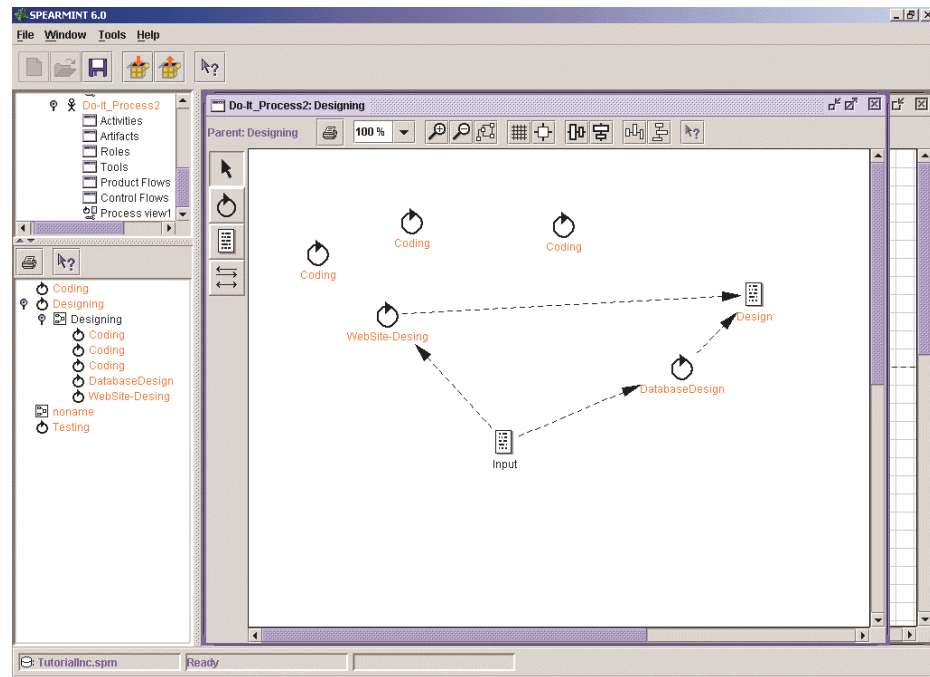 SPEARMINT 6.0
File Window Tools Help
Do-It_Process2
Activities
Artifacts
Roles
Tools
Product Flows
Control Flows
Process view1
Coding
Designing
Designing
Coding
Coding
Coding
DatabaseDesign
WebSite-Desing
noname
Testing
Do-It_Process2: Designing
Parent: Designing
100 %
Coding
Coding
Coding
WebSite-Desing
Design
DatabaseDesign
Input
TutorialInc.spm
Ready